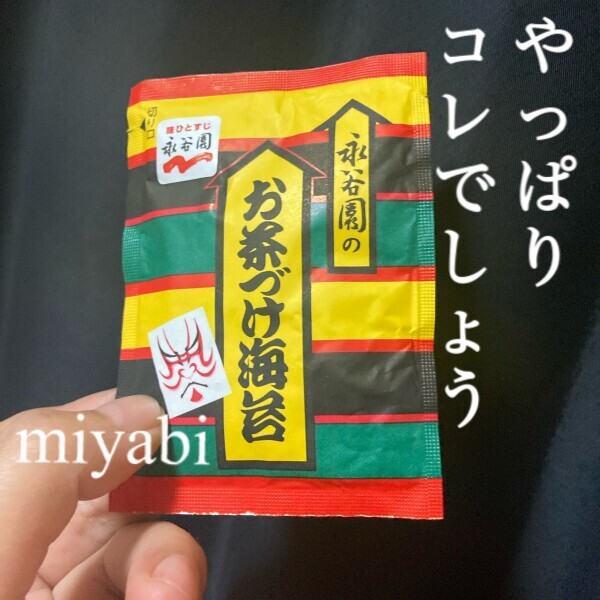 やっぱり
コレでしょう
切り口
味ひとすじ
永谷園
永谷園の
お茶づけ海苔
miyabi